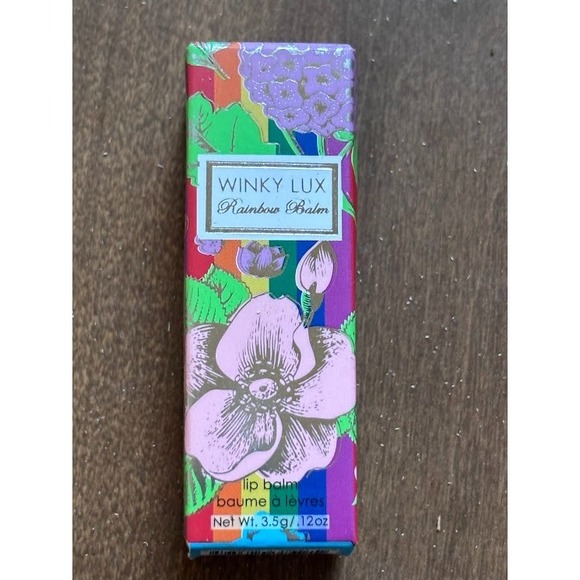 WINKY LUX
Rainbow Balm
lip balm
baume à lèvres
Net Wt. 3.5g/.12oz